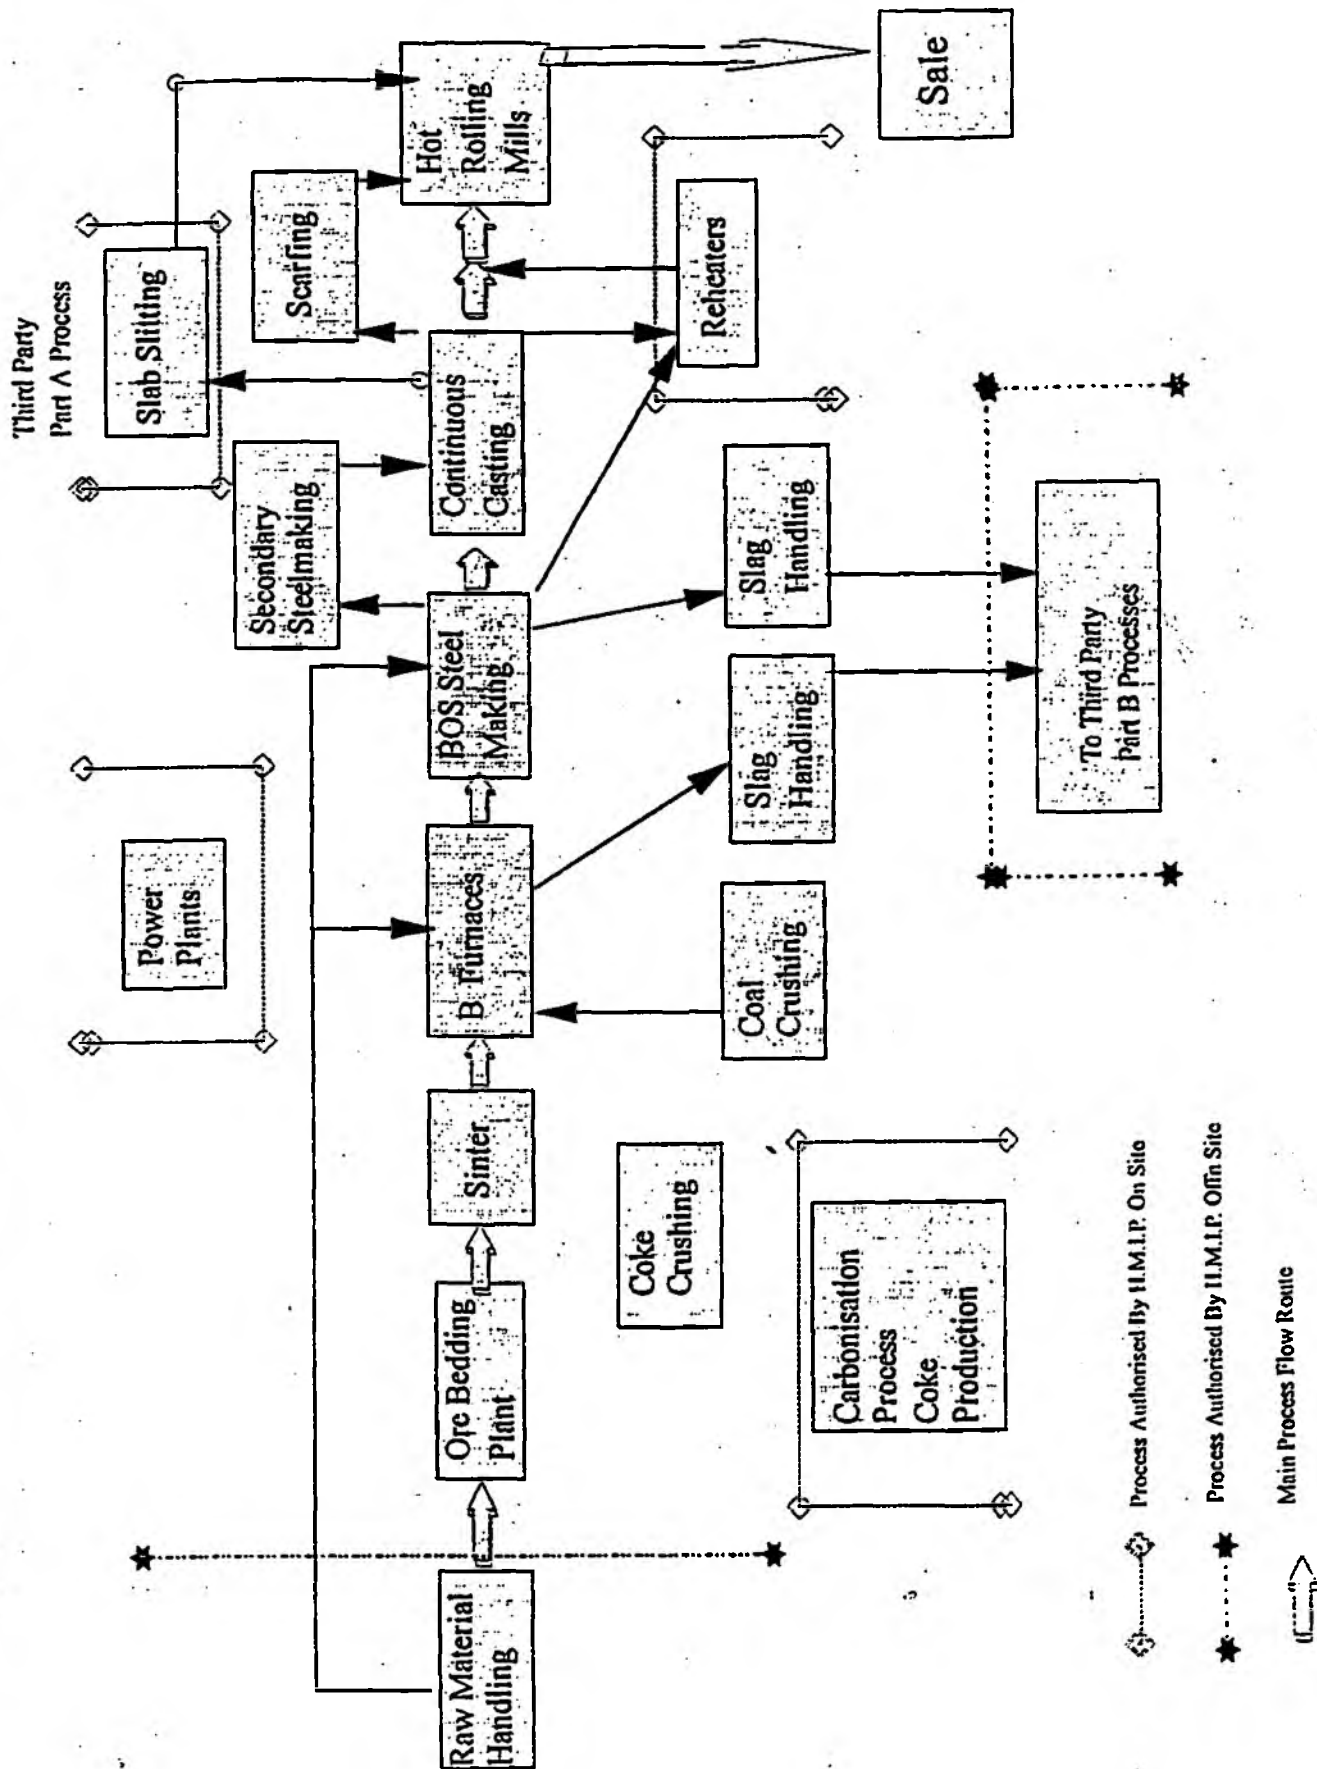 Third Party
Part A Process
Slab Slitting
Power
Plants
Secondary
Steelmaking
Scarfing
Raw Material
Handling
Ore Bedding
Plant
Sinter
B Furnaces
BOS Steel
Making
Continuous
Casting
Hot
Rolling
Mills
Coke
Crushing
Coal
Crushing
Slag
Handling
Slag
Handling
Reheaters
Sale
Carbonisation
Process
Coke
Production
To Third Party
Part B Processes
Process Authorised By H.M.I.P. On Site
Process Authorised By H.M.I.P. Offn Site
Main Process Flow Route